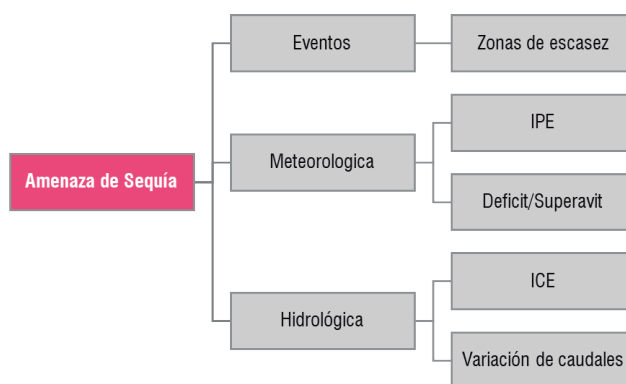 Amenaza de Sequía
Eventos
Zonas de escasez
Meteorologica
IPE
Deficit/Superavit
Hidrológica
ICE
Variación de caudales